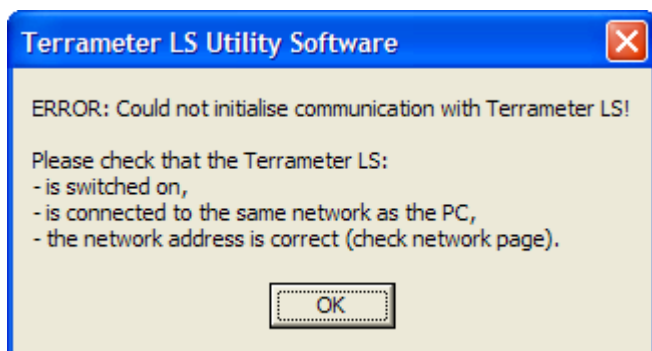 Terrameter LS Utility Software
ERROR: Could not initialise communication with Terrameter LS!
Please check that the Terrameter LS:
- is switched on,
- is connected to the same network as the PC,
- the network address is correct (check network page).
OK